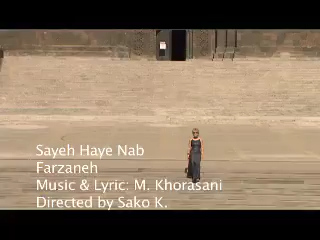 Sayeh Haye Nab
Farzaneh
Music & Lyric: M. Khorasani
Directed by Sako K.